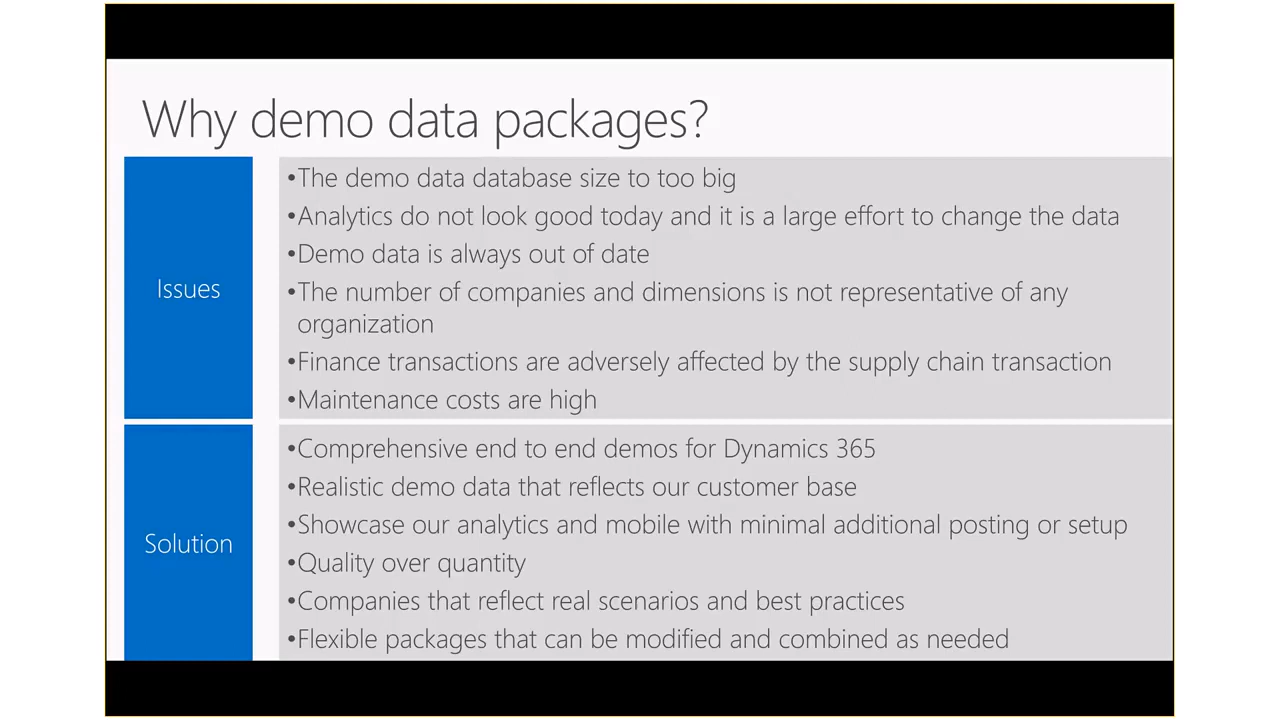 Why demo data packages?
Issues
•The demo data database size to too big
•Analytics do not look good today and it is a large effort to change the data
•Demo data is always out of date
•The number of companies and dimensions is not representative of any
organization
•Finance transactions are adversely affected by the supply chain transaction
•Maintenance costs are high
Solution
•Comprehensive end to end demos for Dynamics 365
•Realistic demo data that reflects our customer base
•Showcase our analytics and mobile with minimal additional posting or setup
•Quality over quantity
•Companies that reflect real scenarios and best practices
•Flexible packages that can be modified and combined as needed